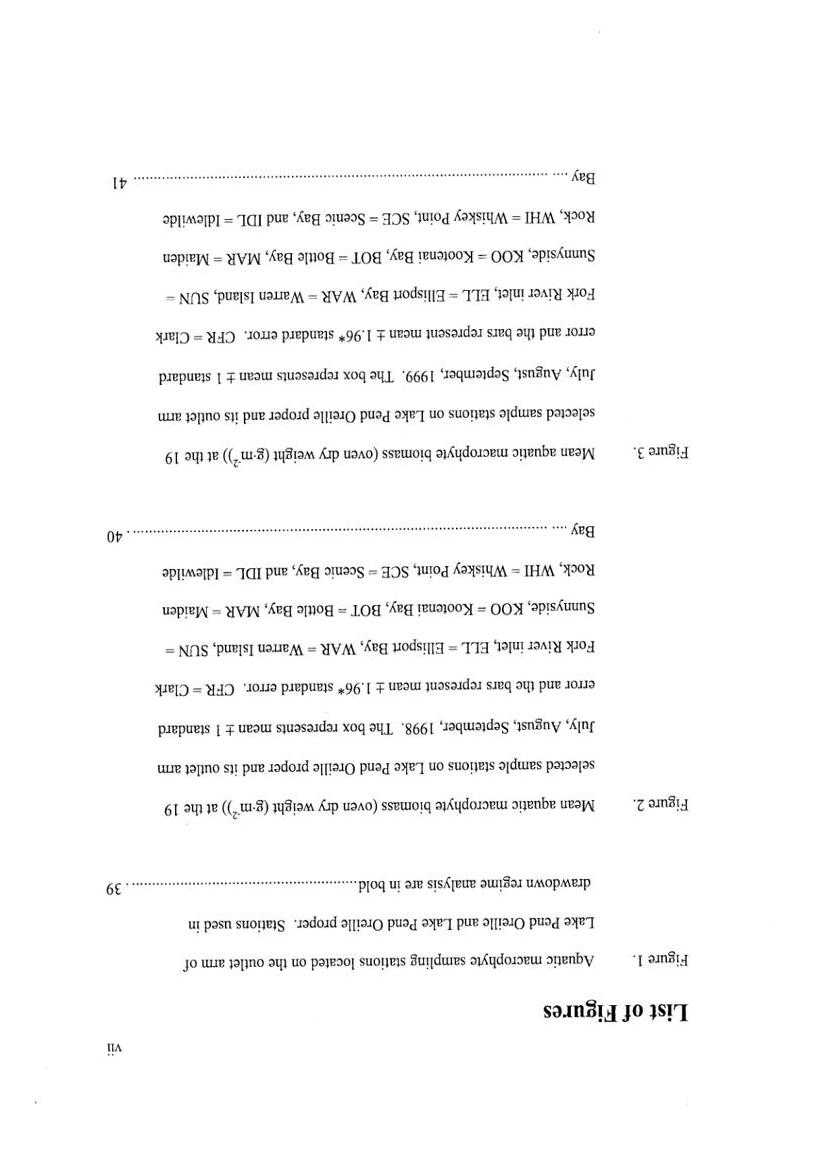 vii
List of Figures
Figure 1. Aquatic macrophyte sampling stations located on the outlet arm of
Lake Pend Oreille and Lake Pend Oreille proper. Stations used in
drawdown regime analysis are in bold........................................................ 39
Figure 2. Mean aquatic macrophyte biomass (oven dry weight (g·m⁻²)) at the 19
selected sample stations on Lake Pend Oreille proper and its outlet arm
July, August, September, 1998. The box represents mean ± 1 standard
error and the bars represent mean ± 1.96* standard error. CFR = Clark
Fork River inlet, ELL = Ellisport Bay, WAR = Warren Island, SUN =
Sunnyside, KOO = Kootenai Bay, BOT = Bottle Bay, MAR = Maiden
Rock, WHI = Whiskey Point, SCE = Scenic Bay, and IDL = Idlewilde
Bay .... ........................................................................................................ 40
Figure 3. Mean aquatic macrophyte biomass (oven dry weight (g·m⁻²)) at the 19
selected sample stations on Lake Pend Oreille proper and its outlet arm
July, August, September, 1999. The box represents mean ± 1 standard
error and the bars represent mean ± 1.96* standard error. CFR = Clark
Fork River inlet, ELL = Ellisport Bay, WAR = Warren Island, SUN =
Sunnyside, KOO = Kootenai Bay, BOT = Bottle Bay, MAR = Maiden
Rock, WHI = Whiskey Point, SCE = Scenic Bay, and IDL = Idlewilde
Bay .... ........................................................................................................ 41